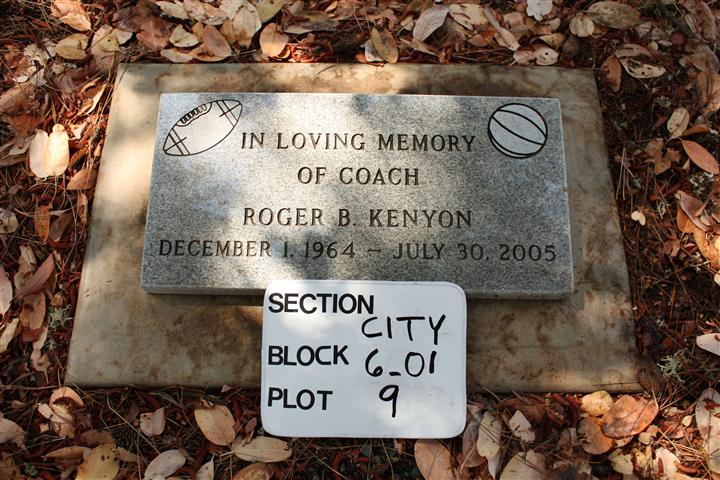 IN LOVING MEMORY
OF COACH
ROGER B. KENYON
DECEMBER 1, 1964 ~ JULY 30, 2005
SECTION CITY
BLOCK 6-01
PLOT 9